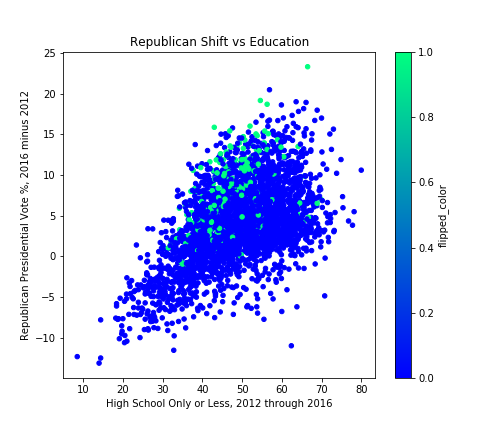 Republican Shift vs Education
Republican Presidential Vote %, 2016 minus 2012
25
20
15
10
5
0
−5
−10
10 20 30 40 50 60 70 80
High School Only or Less, 2012 through 2016
1.0
0.8
0.6
0.4
0.2
0.0
flipped_color